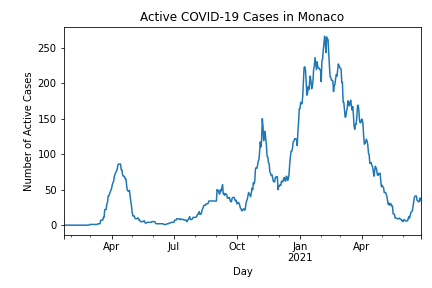 Active COVID-19 Cases in Monaco
Number of Active Cases
250
200
150
100
50
0
Apr Jul Oct Jan Apr
2021
Day